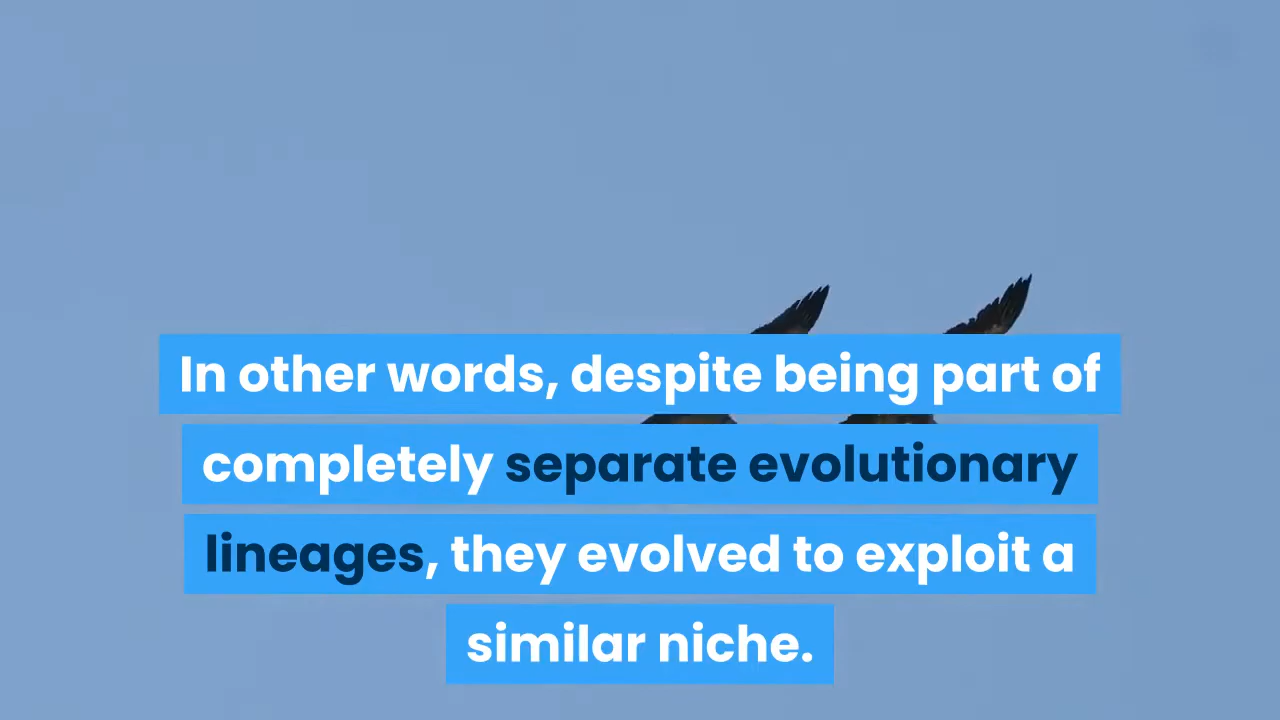 In other words, despite being part of
completely separate evolutionary
lineages, they evolved to exploit a
similar niche.